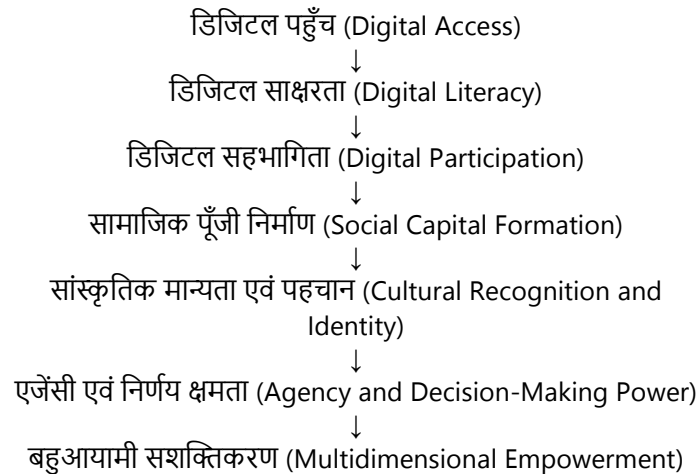 डिजिटल पहुँच (Digital Access)
↓
डिजिटल साक्षरता (Digital Literacy)
↓
डिजिटल सहभागिता (Digital Participation)
↓
सामाजिक पूँजी निर्माण (Social Capital Formation)
↓
सांस्कृतिक मान्यता एवं पहचान (Cultural Recognition and
Identity)
↓
एजेंसी एवं निर्णय क्षमता (Agency and Decision-Making Power)
↓
बहुआयामी सशक्तिकरण (Multidimensional Empowerment)